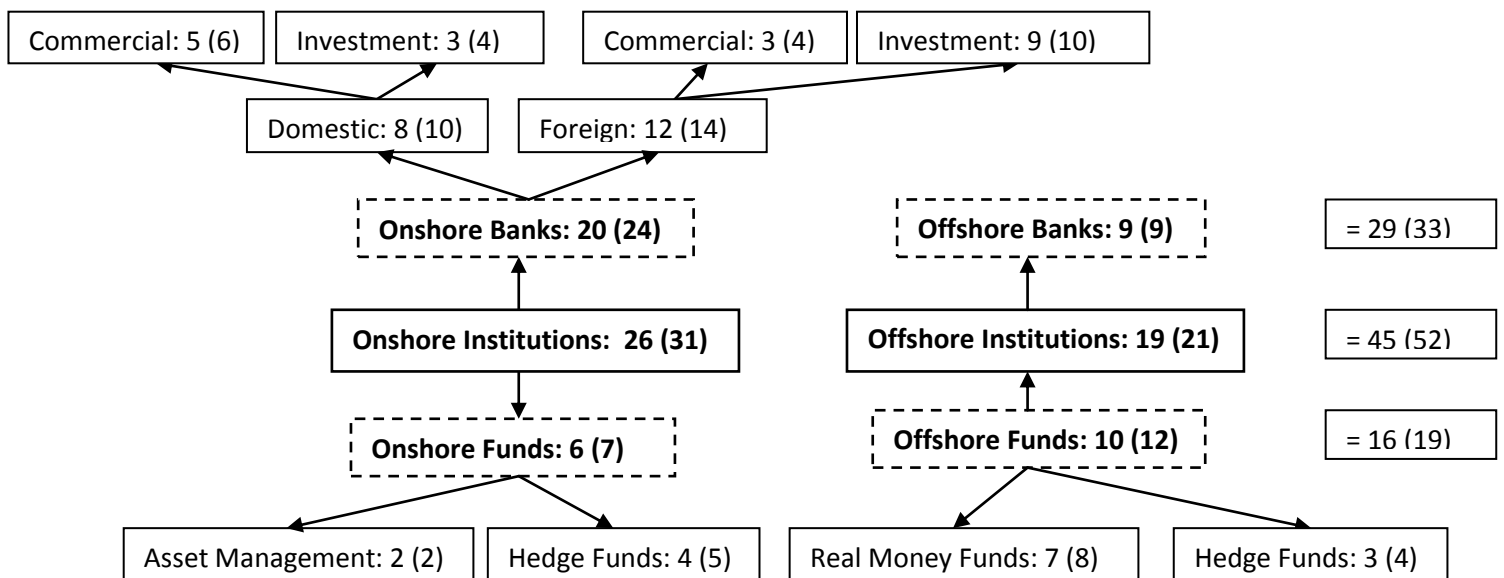 Commercial: 5 (6)
Investment: 3 (4)
Commercial: 3 (4)
Investment: 9 (10)
Domestic: 8 (10)
Foreign: 12 (14)
Onshore Banks: 20 (24)
Offshore Banks: 9 (9)
= 29 (33)
Onshore Institutions: 26 (31)
Offshore Institutions: 19 (21)
= 45 (52)
Onshore Funds: 6 (7)
Offshore Funds: 10 (12)
= 16 (19)
Asset Management: 2 (2)
Hedge Funds: 4 (5)
Real Money Funds: 7 (8)
Hedge Funds: 3 (4)